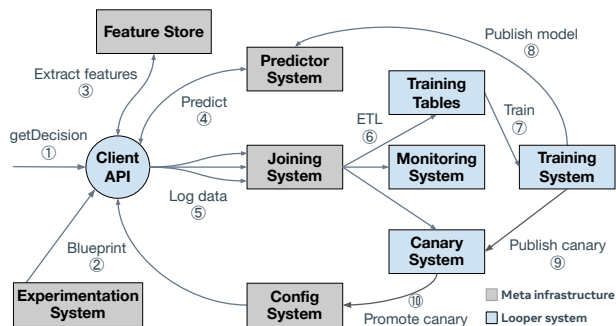 Feature Store
Publish model
⑧
Predictor
System
Extract features
③
Training
Tables
Predict
④
ETL
⑥
Train
⑦
getDecision
①
Client
API
Joining
System
Monitoring
System
Training
System
Log data
⑤
Blueprint
②
Canary
System
Publish canary
⑨
Experimentation
System
Config
System
⑩
Promote canary
Meta infrastructure
Looper system